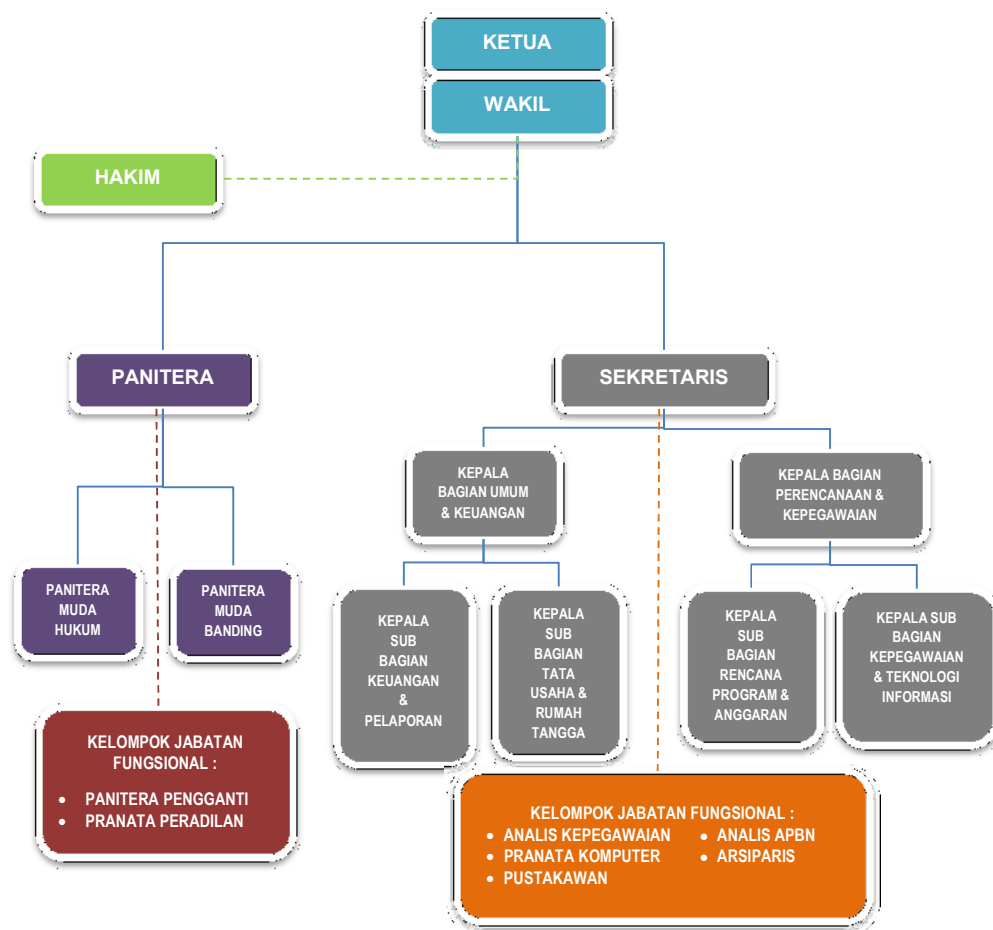 KETUA
WAKIL
HAKIM
PANITERA
SEKRETARIS
KEPALA
BAGIAN UMUM
& KEUANGAN
KEPALA BAGIAN
PERENCANAAN &
KEPEGAWAIAN
PANITERA
MUDA
HUKUM
PANITERA
MUDA
BANDING
KEPALA
SUB
BAGIAN
KEUANGAN
&
PELAPORAN
KEPALA
SUB
BAGIAN
TATA
USAHA &
RUMAH
TANGGA
KEPALA
SUB
BAGIAN
RENCANA
PROGRAM &
ANGGARAN
KEPALA SUB
BAGIAN
KEPEGAWAIAN
& TEKNOLOGI
INFORMASI
KELOMPOK JABATAN
FUNGSIONAL :
• PANITERA PENGGANTI
• PRANATA PERADILAN
KELOMPOK JABATAN FUNGSIONAL :
• ANALIS KEPEGAWAIAN • ANALIS APBN
• PRANATA KOMPUTER • ARSIPARIS
• PUSTAKAWAN